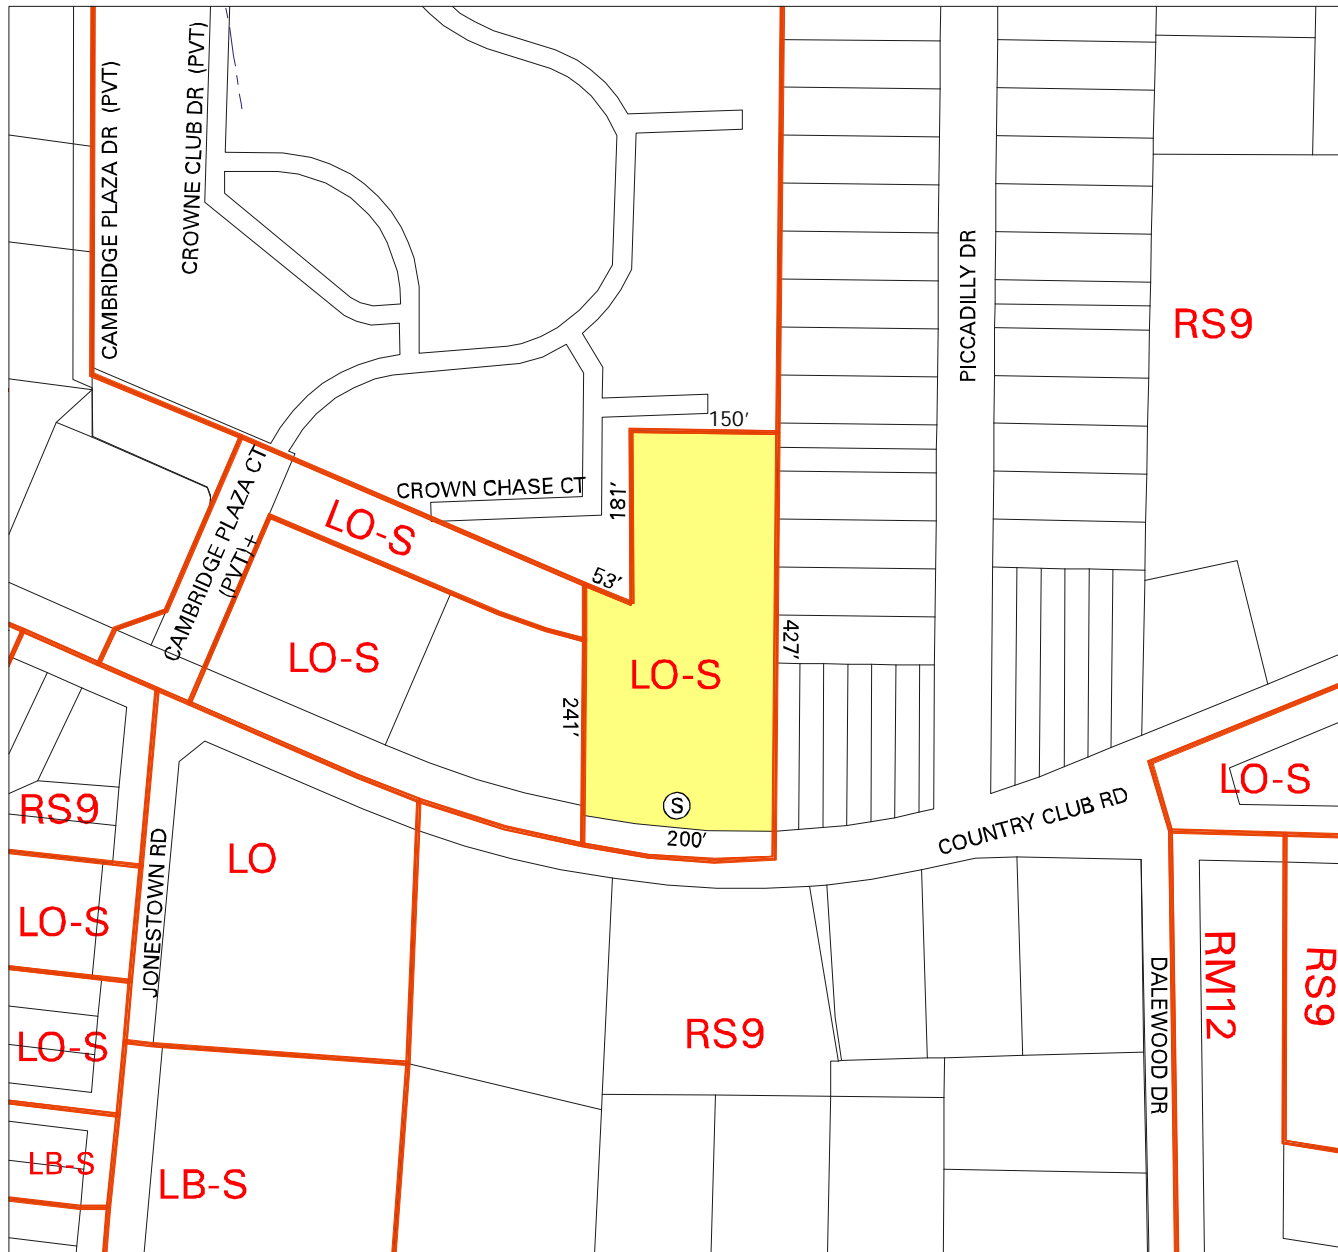 CAMBRIDGE PLAZA DR (PVT)
CROWNE CLUB DR (PVT)
PICCADILLY DR
RS9
150'
CROWN CHASE CT
181'
LO-S
CAMBRIDGE PLAZA CT
(PVT)+
53'
LO-S
LO-S
427'
241'
S
200'
LO-S
RS9
COUNTRY CLUB RD
LO
JONESTOWN RD
LO-S
RM12
RS9
DALEWOOD DR
RS9
LO-S
LB-S
LB-S